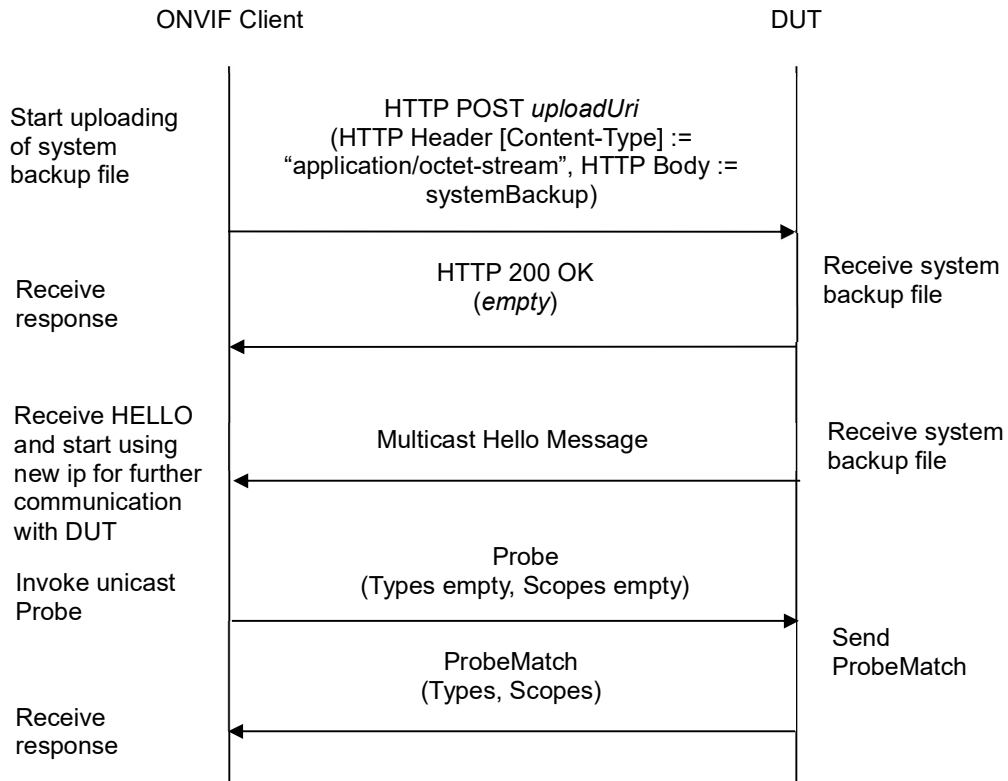 ONVIF Client
DUT
Start uploading
of system
backup file
HTTP POST uploadUri
(HTTP Header [Content-Type] :=
“application/octet-stream”, HTTP Body :=
systemBackup)
Receive system
backup file
HTTP 200 OK
(empty)
Receive
response
Receive HELLO
and start using
new ip for further
communication
with DUT
Multicast Hello Message
Receive system
backup file
Invoke unicast
Probe
Probe
(Types empty, Scopes empty)
Send
ProbeMatch
ProbeMatch
(Types, Scopes)
Receive
response